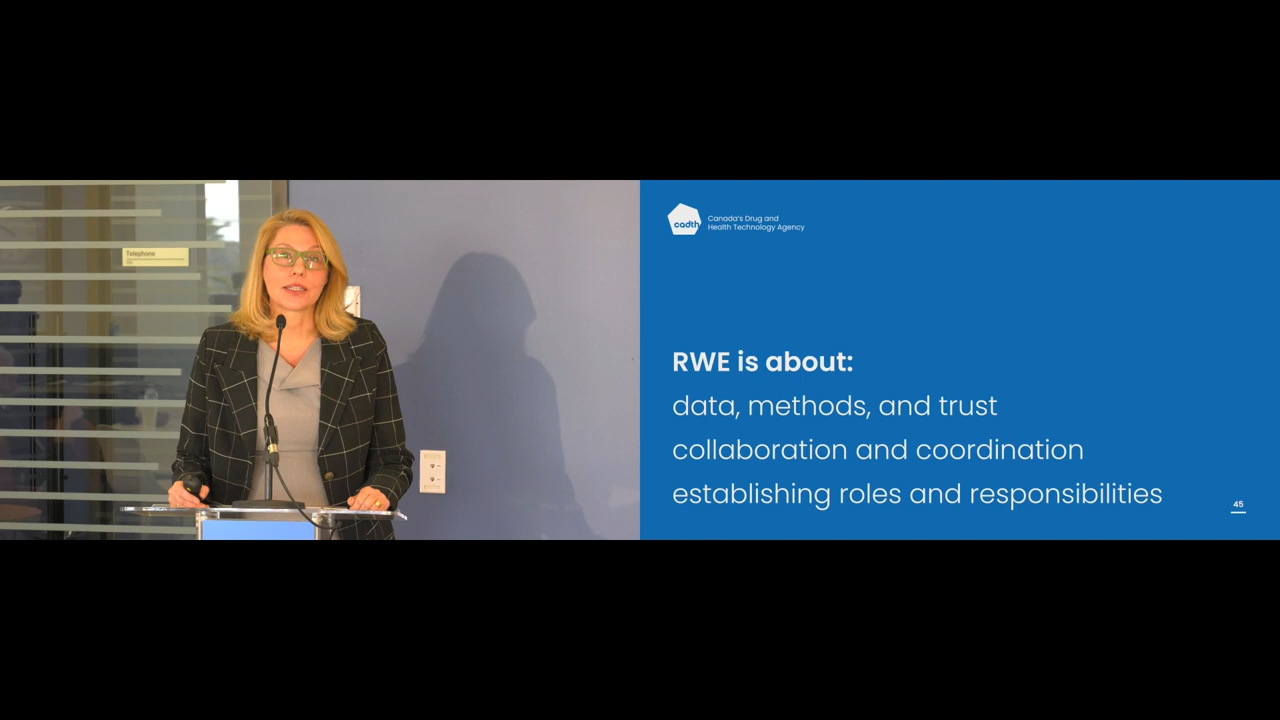 Telephone
cadth
Canada's Drug and
Health Technology Agency
RWE is about:
data, methods, and trust
collaboration and coordination
establishing roles and responsibilities
45